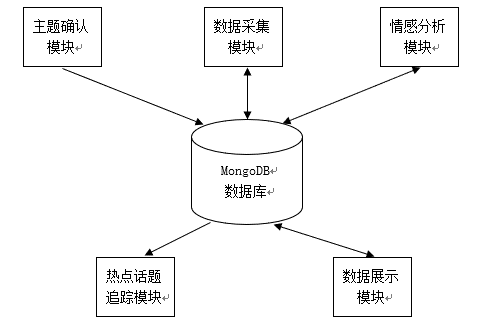 主题确认
模块
数据采集
模块
情感分析
模块
MongoDB
数据库
热点话题
追踪模块
数据展示
模块